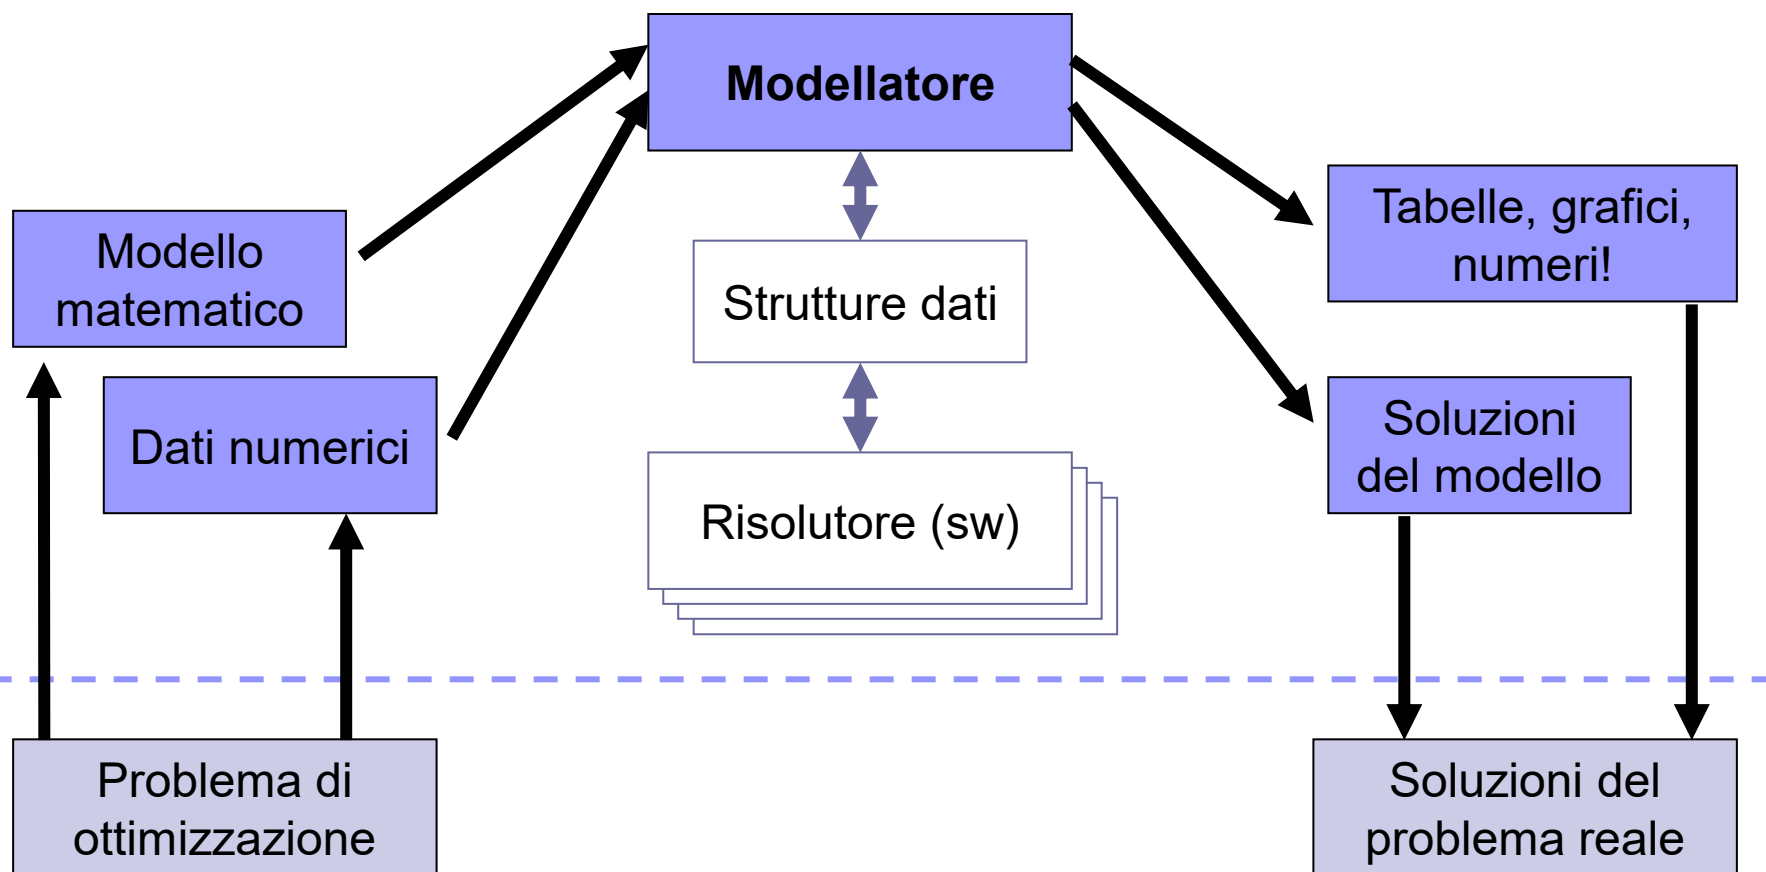 Modellatore
Modello
matematico
Dati numerici
Strutture dati
Risolutore (sw)
Tabelle, grafici,
numeri!
Soluzioni
del modello
Problema di
ottimizzazione
Soluzioni del
problema reale